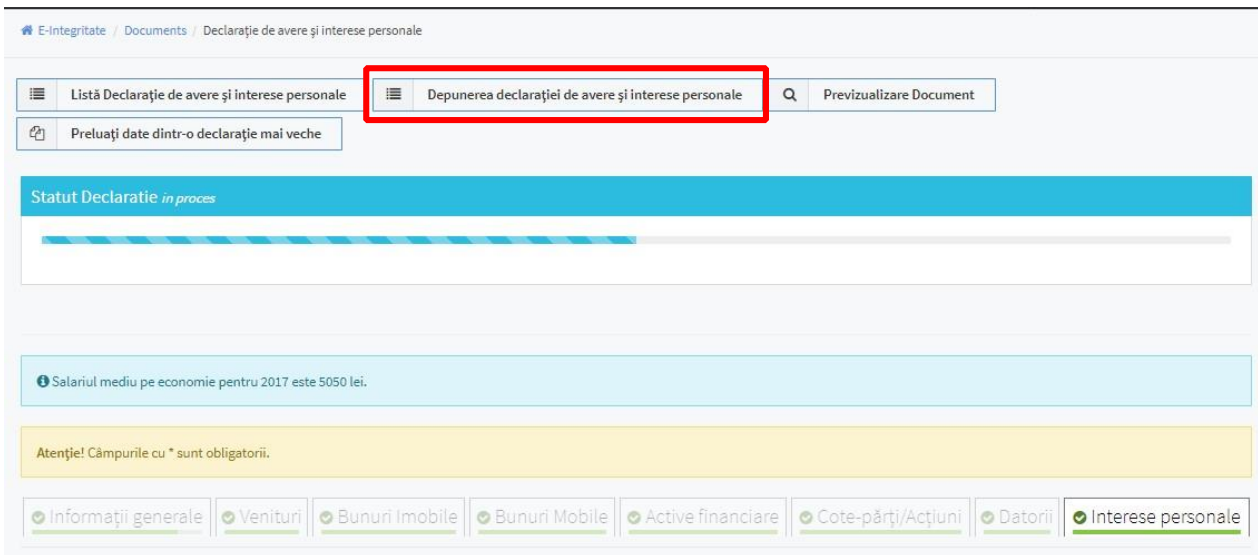 E-Integritate / Documents / Declarație de avere și interese personale
Listă Declarație de avere și interese personale Depunerea declarației de avere și interese personale Previzualizare Document
Preluați date dintr-o declarație mai veche
Statut Declaratie in proces
Salariul mediu pe economie pentru 2017 este 5050 lei.
Atenție! Câmpurile cu * sunt obligatorii.
Informații generale Venituri Bunuri Imobile Bunuri Mobile Active financiare Cote-părți/Acțiuni Datorii Interese personale